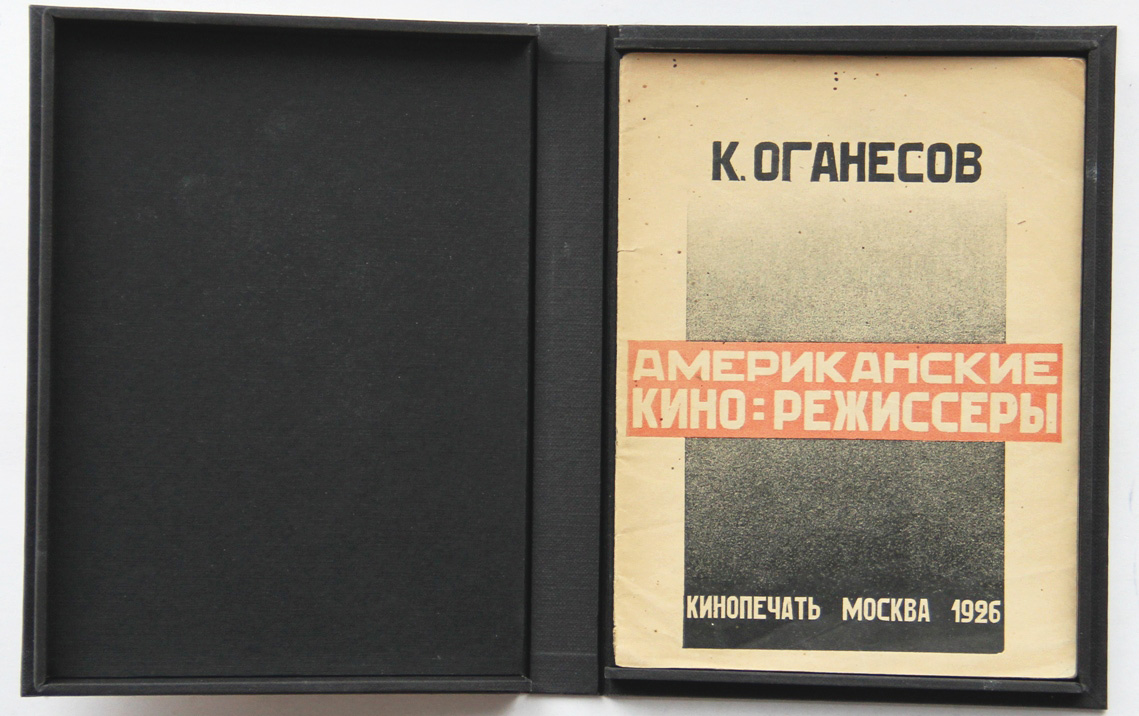 К. ОГАНЕСОВ
АМЕРИКАНСКИЕ
КИНО=РЕЖИССЕРЫ
КИНОПЕЧАТЬ МОСКВА 1926